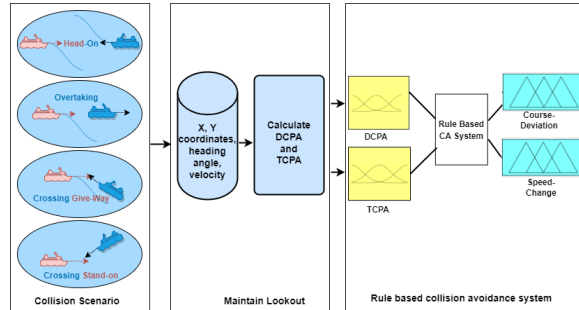 Head-On
Overtaking
Crossing Give-Way
Crossing Stand-on
Collision Scenario
X, Y
coordinates,
heading
angle,
velocity
Calculate
DCPA
and
TCPA
Maintain Lookout
DCPA
TCPA
Rule Based
CA System
Course-
Deviation
Speed-
Change
Rule based collision avoidance system